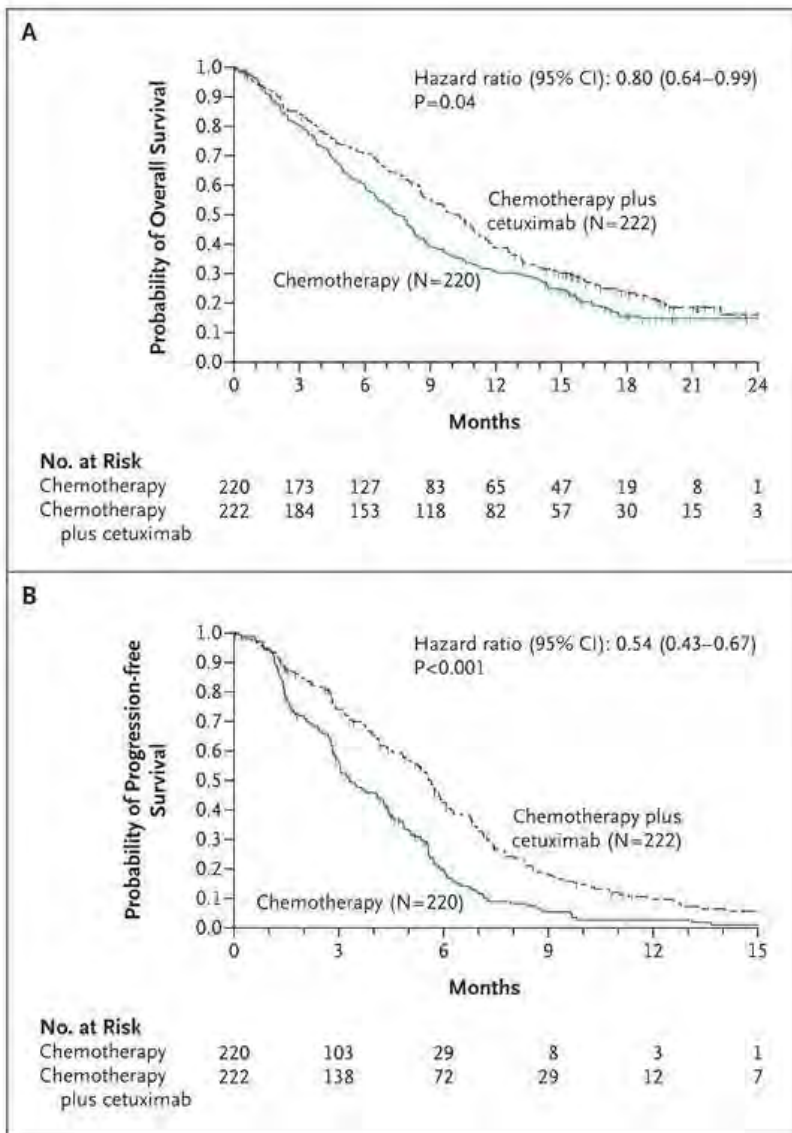 A
1.0
0.9
0.8
0.7
0.6
0.5
0.4
0.3
0.2
0.1
0.0
Probability of Overall Survival
Hazard ratio (95% CI): 0.80 (0.64–0.99)
P=0.04
Chemotherapy plus
cetuximab (N=222)
Chemotherapy (N=220)
0 3 6 9 12 15 18 21 24
Months
No. at Risk
Chemotherapy 220 173 127 83 65 47 19 8 1
Chemotherapy 222 184 153 118 82 57 30 15 3
plus cetuximab
B
1.0
0.9
0.8
0.7
0.6
0.5
0.4
0.3
0.2
0.1
0.0
Probability of Progression-free
Survival
Hazard ratio (95% CI): 0.54 (0.43–0.67)
P<0.001
Chemotherapy plus
cetuximab (N=222)
Chemotherapy (N=220)
0 3 6 9 12 15
Months
No. at Risk
Chemotherapy 220 103 29 8 3 1
Chemotherapy 222 138 72 29 12 7
plus cetuximab